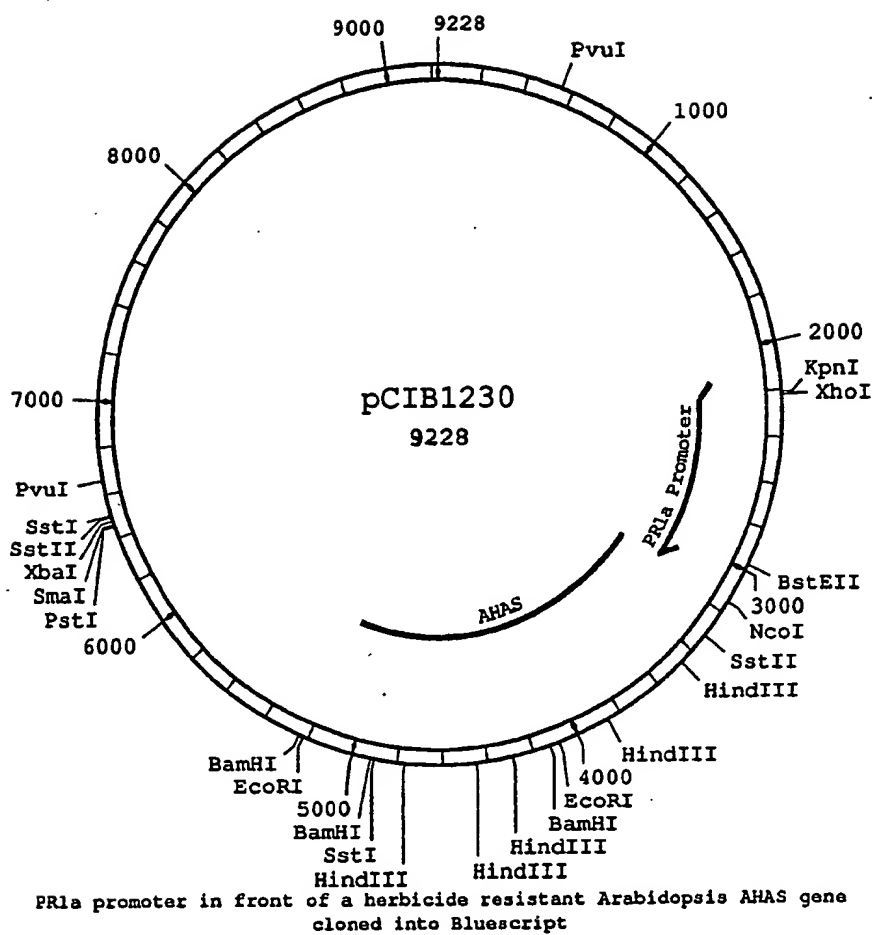 9000
9228
PvuI
1000
8000
2000
KpnI
XhoI
7000
pCIB1230
9228
PR1a Promoter
PvuI
SstI
SstII
XbaI
SmaI
PstI
6000
AHAS
BstEII
3000
NcoI
SstII
HindIII
HindIII
4000
EcoRI
BamHI
HindIII
HindIII
BamHI
EcoRI
5000
BamHI
SstI
HindIII
PR1a promoter in front of a herbicide resistant Arabidopsis AHAS gene
cloned into Bluescript